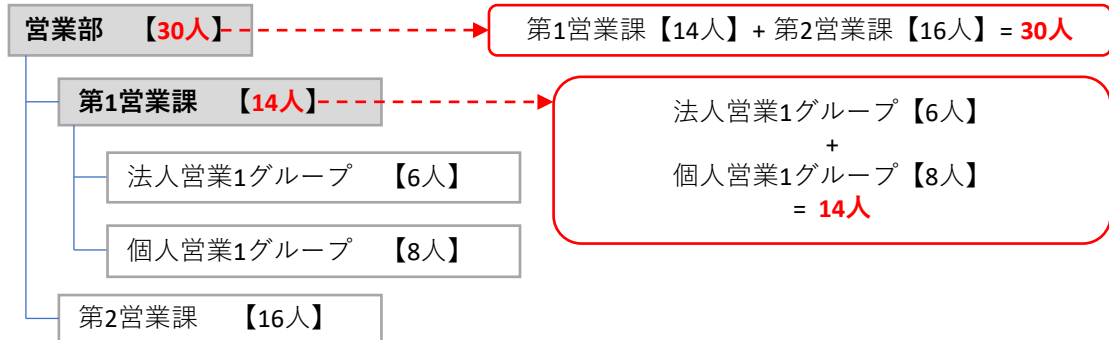 営業部 【30人】
第1営業課【14人】+ 第2営業課【16人】= 30人
第1営業課 【14人】
法人営業1グループ【6人】
+
個人営業1グループ【8人】
= 14人
法人営業1グループ 【6人】
個人営業1グループ 【8人】
第2営業課 【16人】